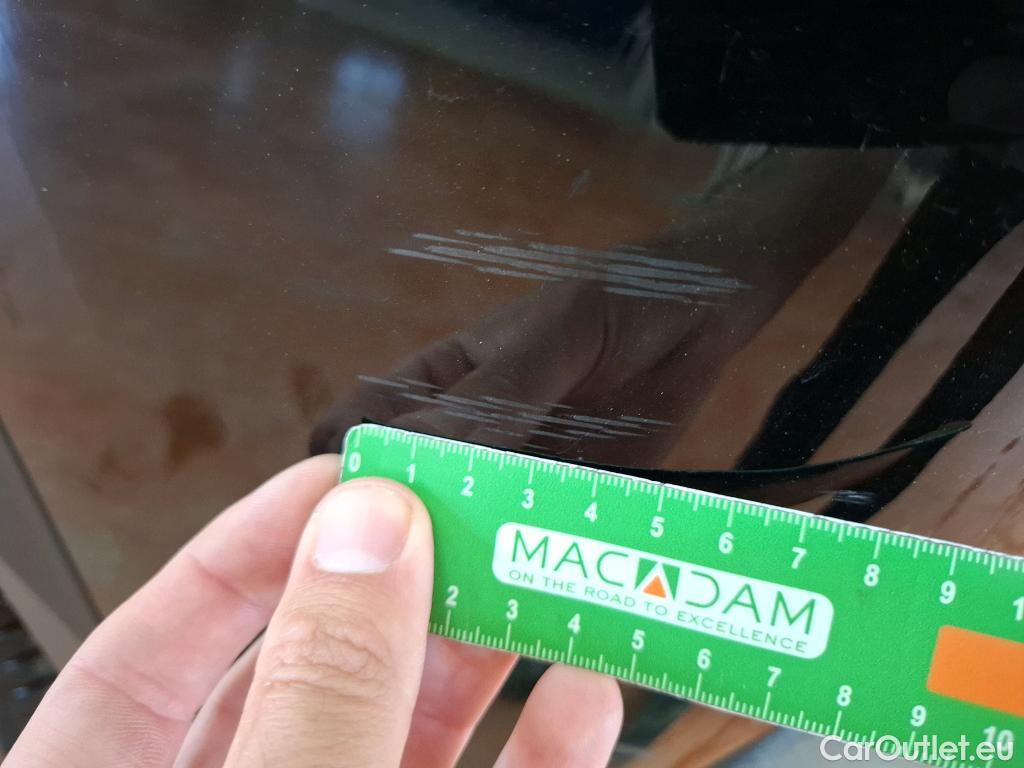 0 1 2 3 4 5 6 7 8 9 1
MACADAM
ON THE ROAD TO EXCELLENCE
2 3 4 5 6 7 8 9 10
CarOutlet.eu